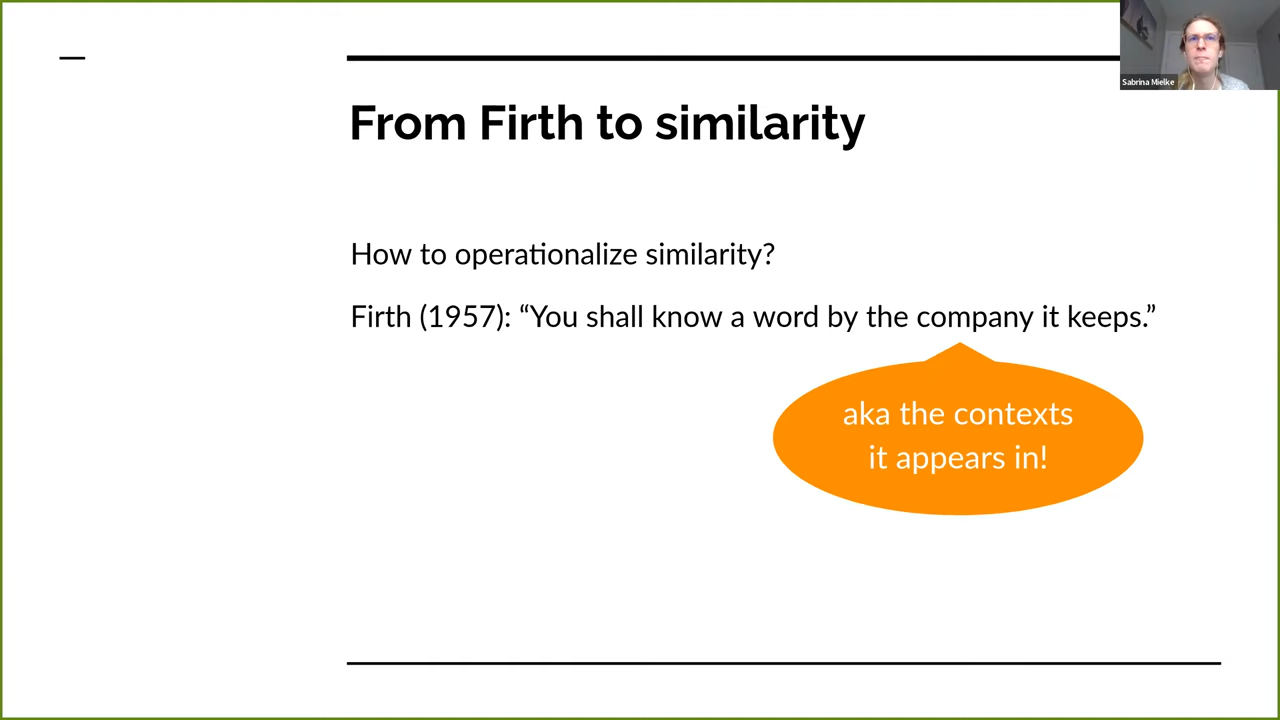 Sabrina Mielke
From Firth to similarity
How to operationalize similarity?
Firth (1957): “You shall know a word by the company it keeps.”
aka the contexts
it appears in!